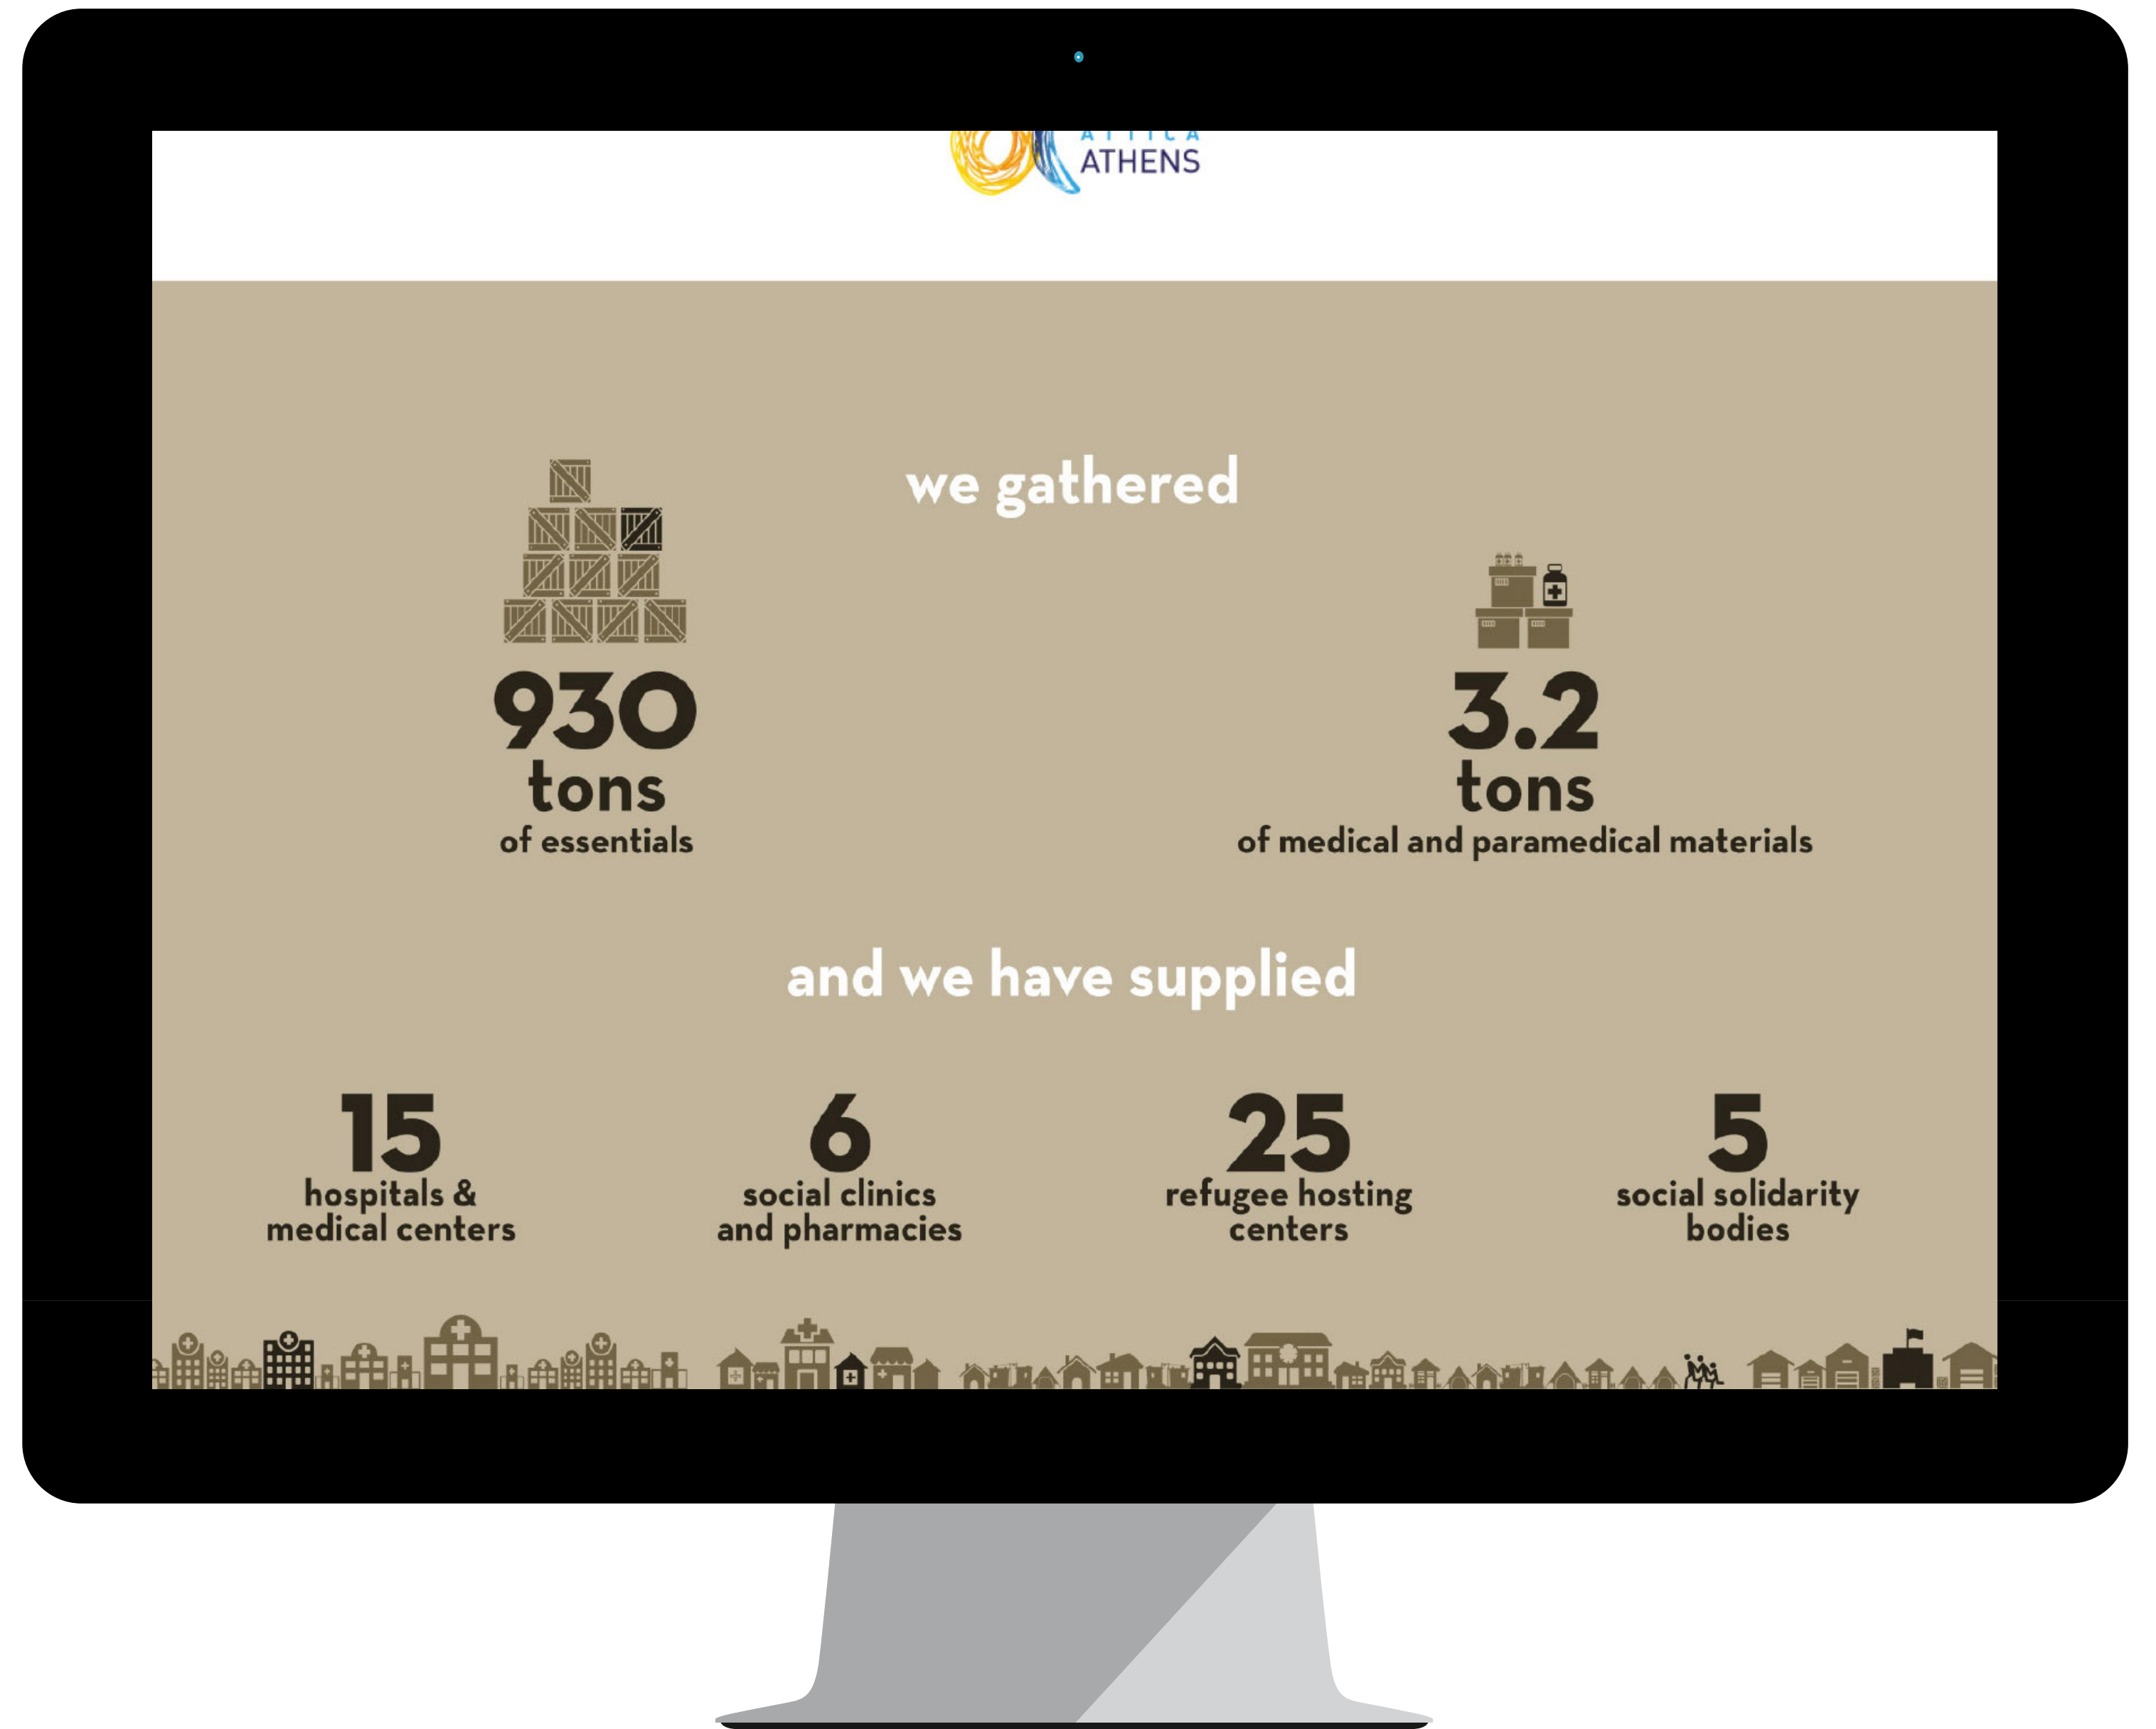 ATTICA
ATHENS
we gathered
930
tons
of essentials
3.2
tons
of medical and paramedical materials
and we have supplied
15
hospitals &
medical centers
6
social clinics
and pharmacies
25
refugee hosting
centers
5
social solidarity
bodies